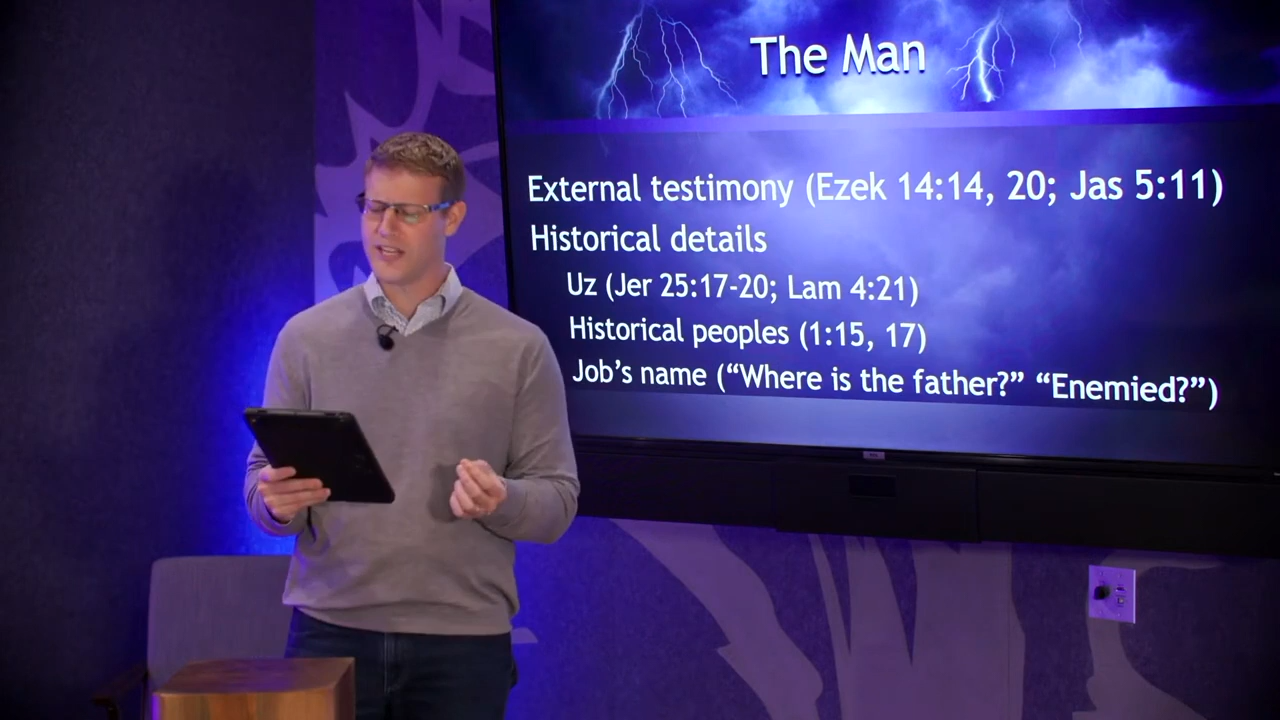 The Man
External testimony (Ezek 14:14, 20; Jas 5:11)
Historical details
Uz (Jer 25:17-20; Lam 4:21)
Historical peoples (1:15, 17)
Job’s name (“Where is the father?” “Enemied?”)